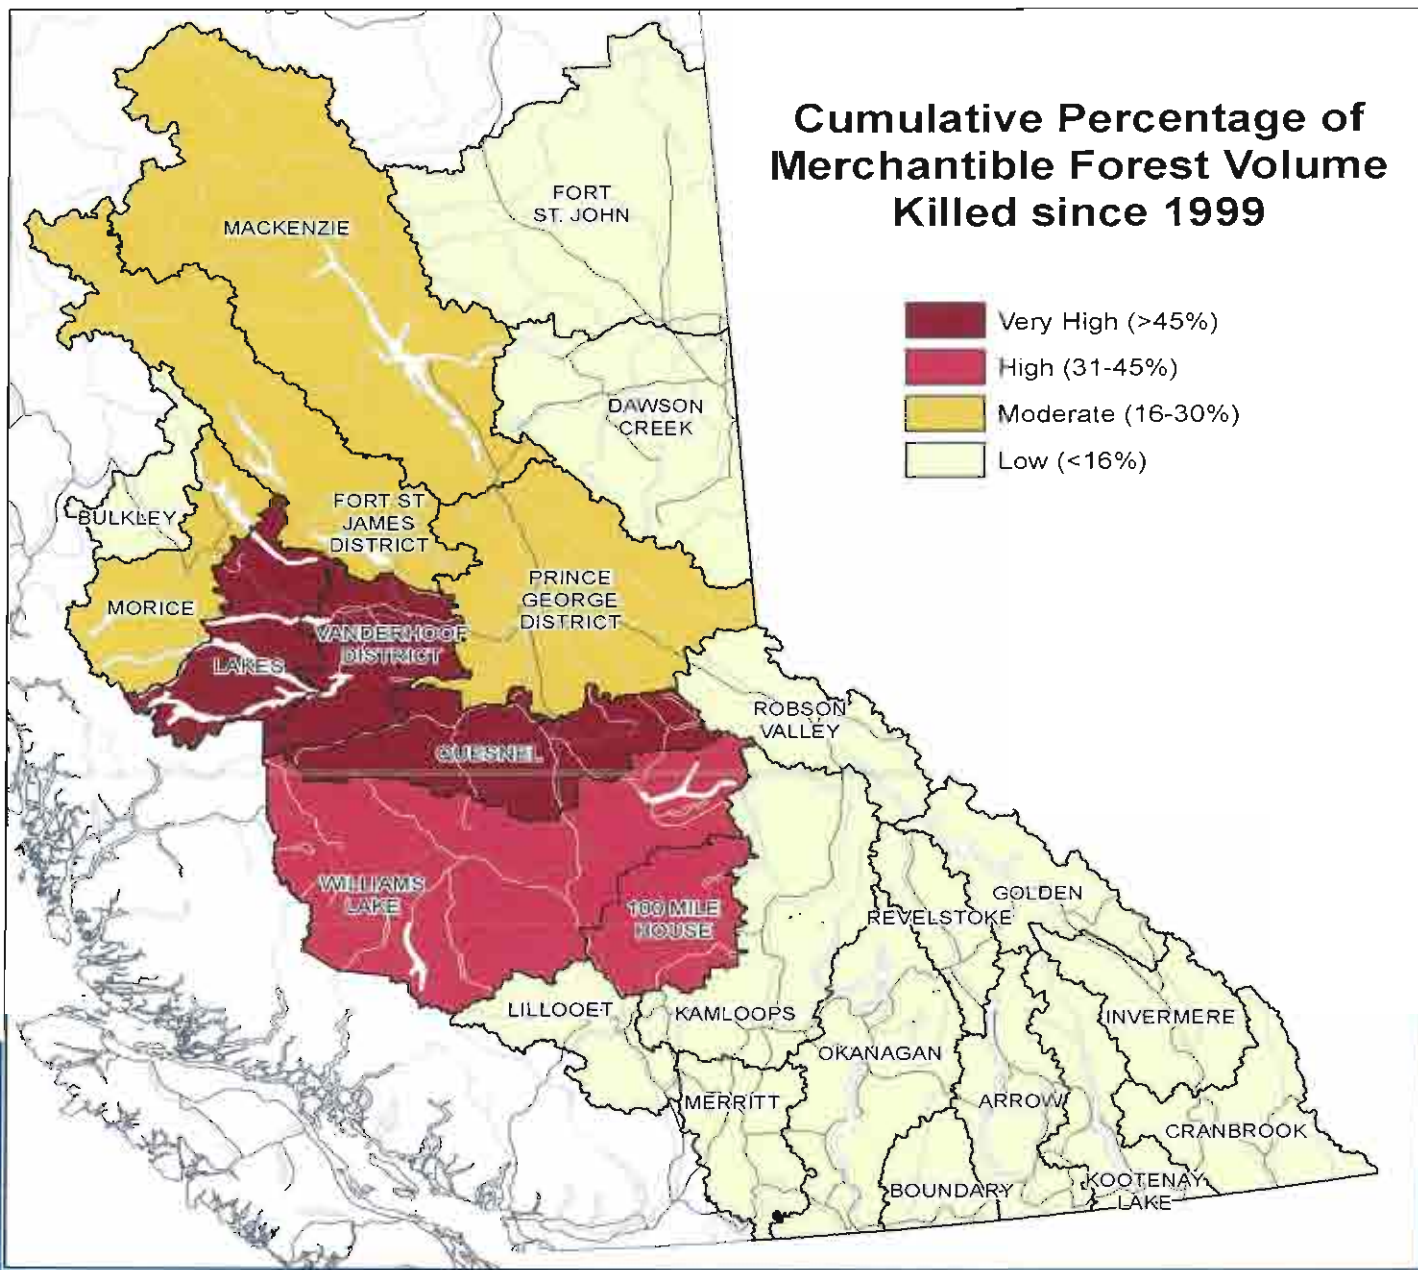 Cumulative Percentage of
Merchantible Forest Volume
Killed since 1999
Very High (>45%)
High (31-45%)
Moderate (16-30%)
Low (<16%)
FORT
ST. JOHN
MACKENZIE
DAWSON
CREEK
BULKLEY
FORT ST
JAMES
DISTRICT
PRINCE
GEORGE
DISTRICT
MORICE
VANDERHOOF
DISTRICT
LAKES
ROBSON
VALLEY
QUESNEL
WILLIAMS
LAKE
100 MILE
HOUSE
GOLDEN
REVELSTOKE
LILLOOET
KAMLOOPS
INVERMERE
OKANAGAN
MERRITT
ARROW
CRANBROOK
BOUNDARY
KOOTENAY
LAKE